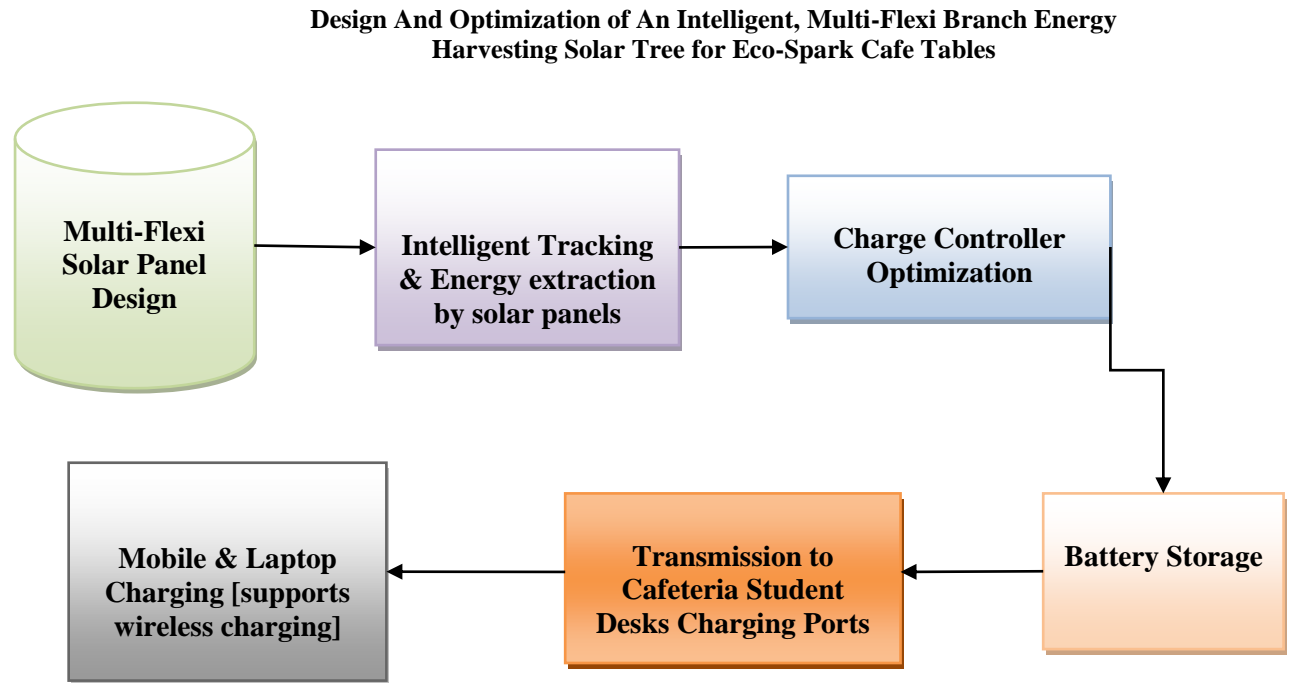 Design And Optimization of An Intelligent, Multi-Flexi Branch Energy
Harvesting Solar Tree for Eco-Spark Cafe Tables
Multi-Flexi
Solar Panel
Design
Intelligent Tracking
& Energy extraction
by solar panels
Charge Controller
Optimization
Battery Storage
Transmission to
Cafeteria Student
Desks Charging Ports
Mobile & Laptop
Charging [supports
wireless charging]